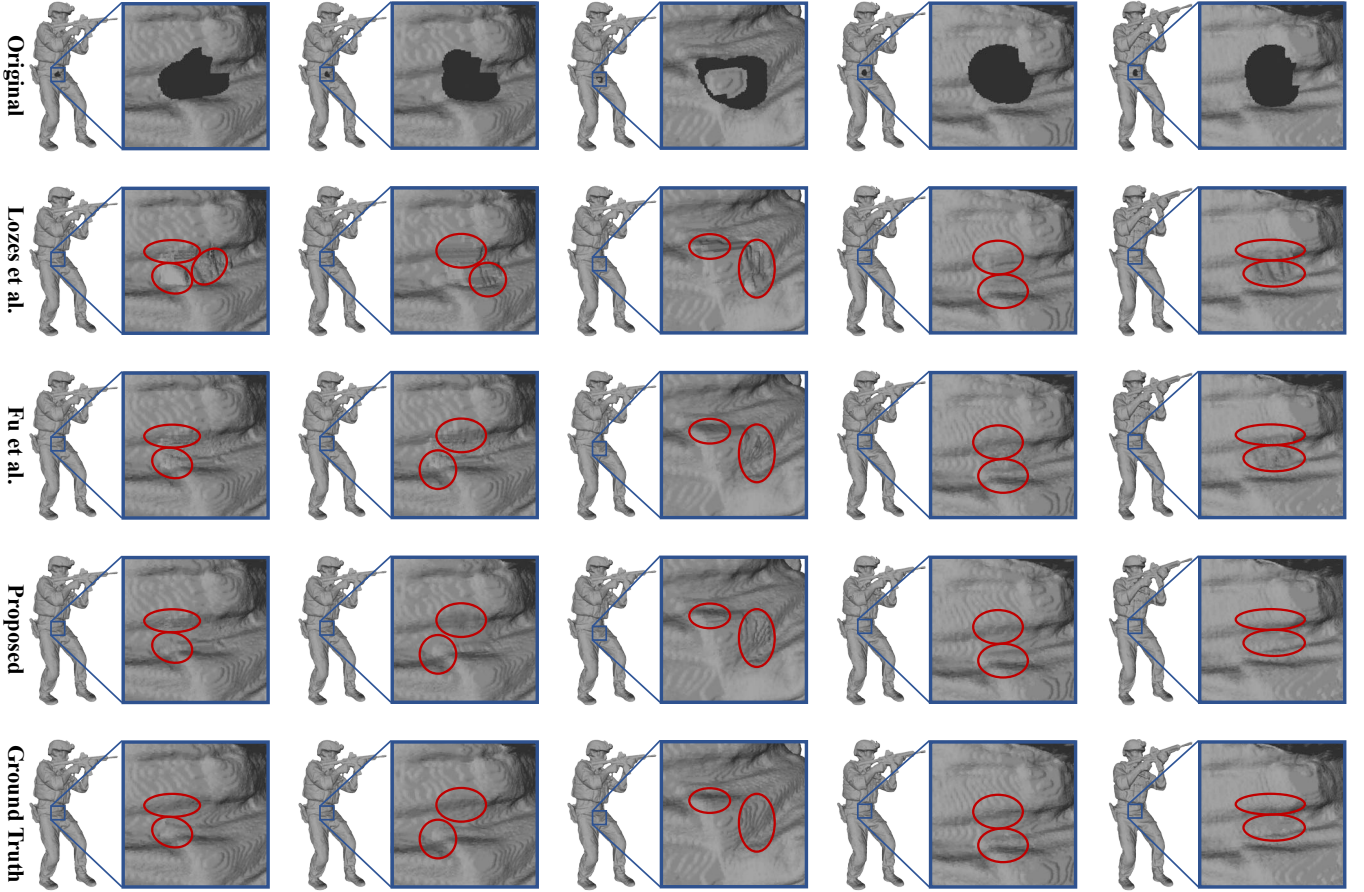 Original
Lozes et al.
Fu et al.
Proposed
Ground Truth